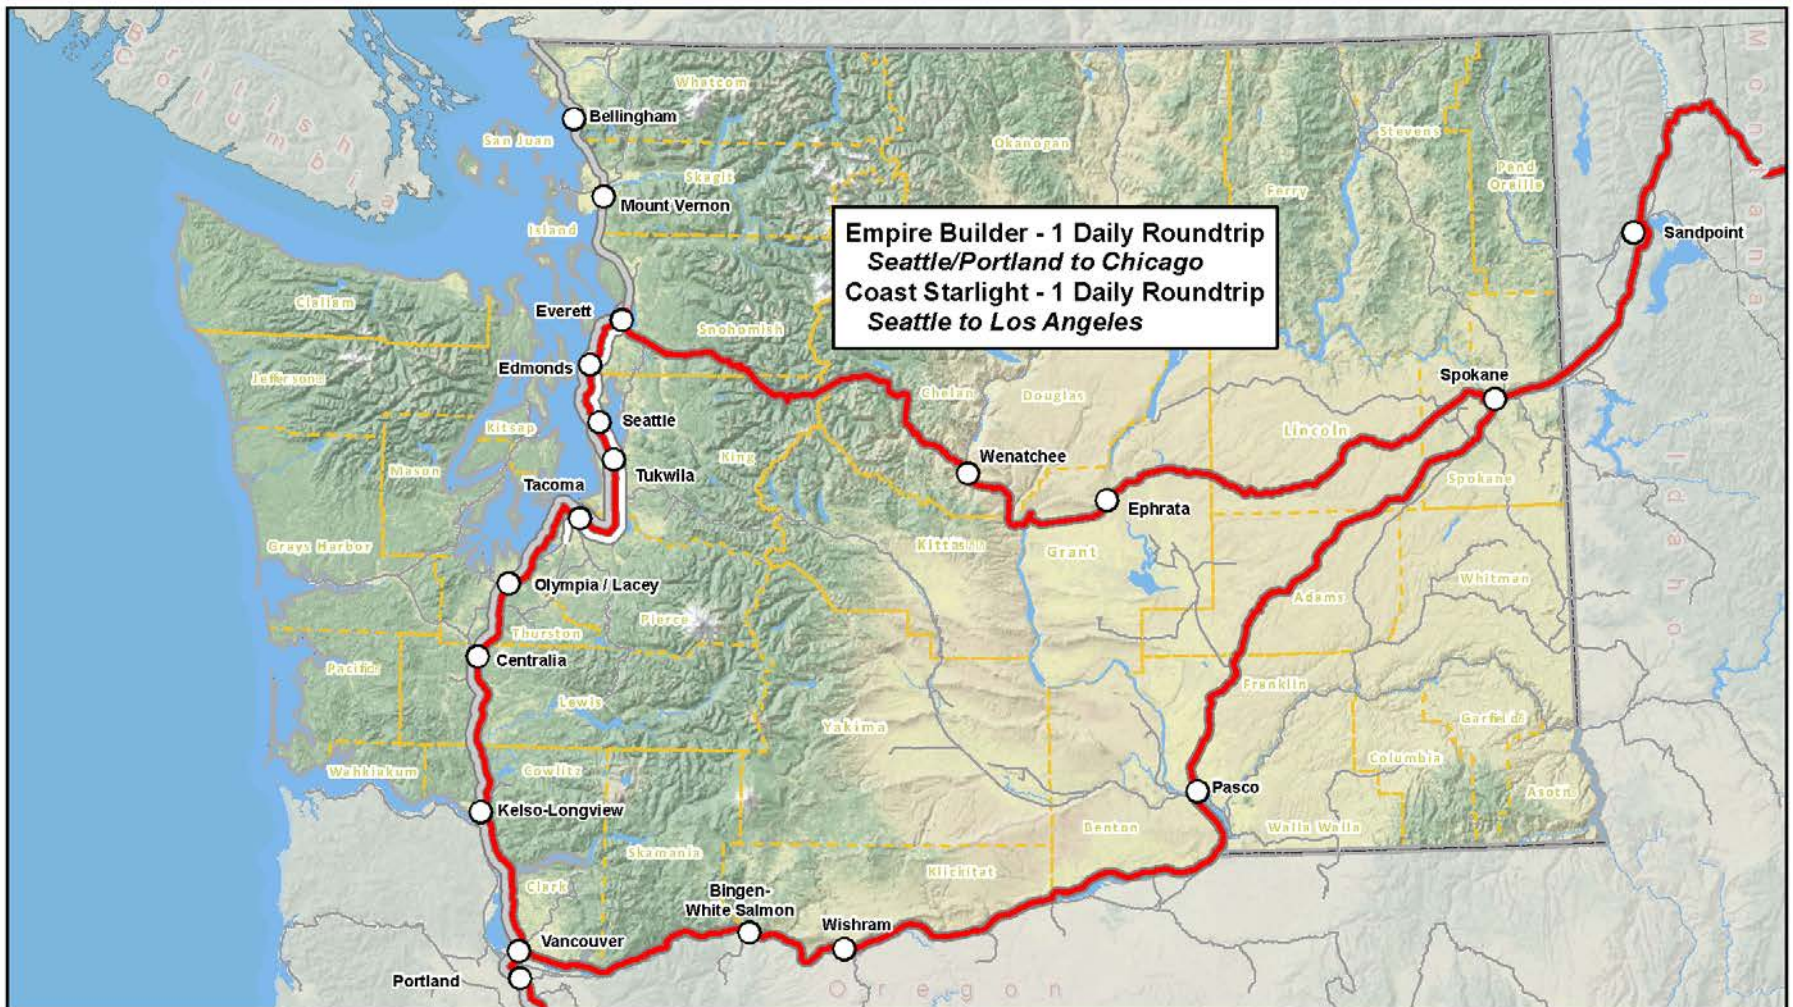 British
Columbia
Montana
Whatcom
Bellingham
San Juan
Okanogan
Stevens
Pend
Oreille
Skagit
Ferry
Mount Vernon
Island
Empire Builder - 1 Daily Roundtrip
Seattle/Portland to Chicago
Coast Starlight - 1 Daily Roundtrip
Seattle to Los Angeles
Sandpoint
Clallam
Everett
Snohomish
Edmonds
Spokane
Jefferson
Chelan
Douglas
Seattle
Kitsap
Lincoln
King
Wenatchee
Mason
Tukwila
Tacoma
Spokane
Ephrata
Idaho
Grays Harbor
Grant
Olympia / Lacey
Whitman
Adams
Pierce
Thurston
Centralia
Pacific
Franklin
Lewis
Garfield
Yakima
Columbia
Wahkiakum
Cowlitz
Pasco
Asotn
Kelso-Longview
Benton
Walla Walla
Skamania
Klickitat
Clark
Bingen-
White Salmon
Wishram
Vancouver
Portland
Oregon